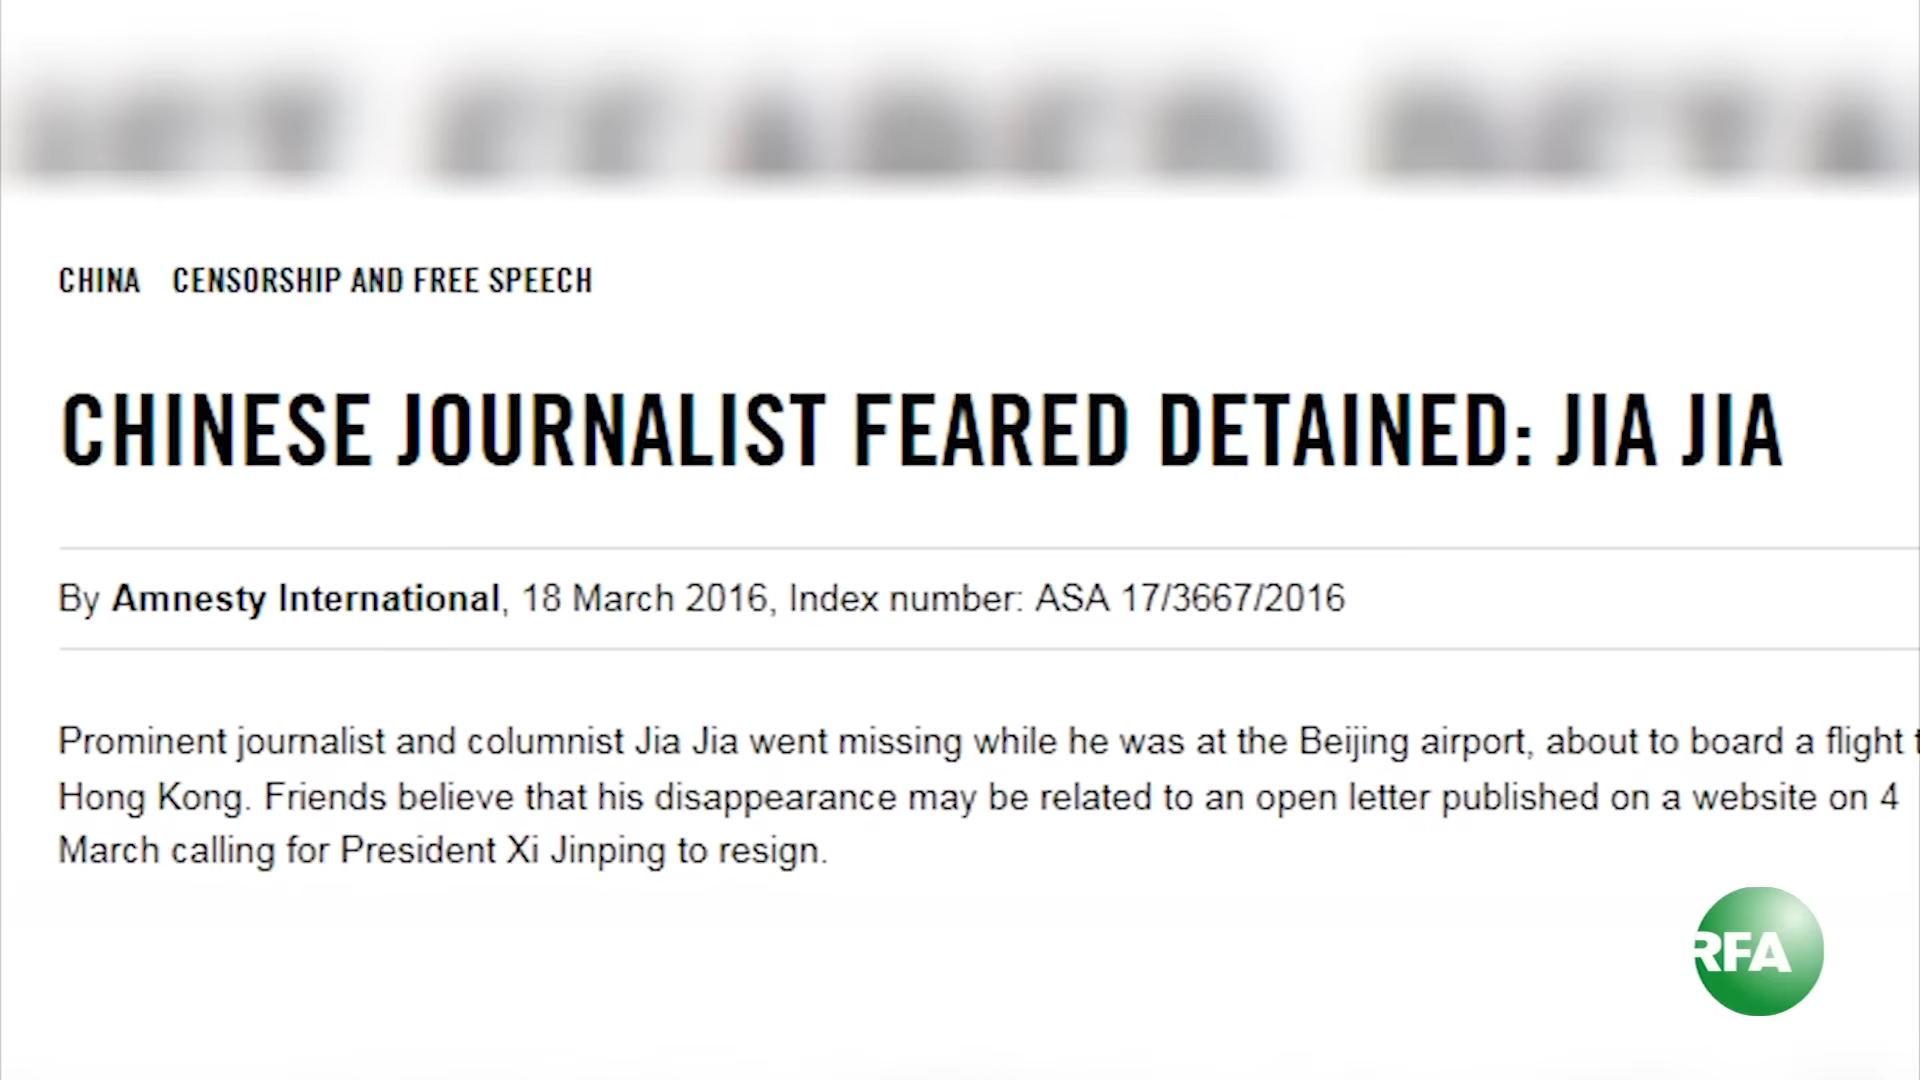 CHINA CENSORSHIP AND FREE SPEECH
CHINESE JOURNALIST FEARED DETAINED: JIA JIA
By Amnesty International, 18 March 2016, Index number: ASA 17/3667/2016
Prominent journalist and columnist Jia Jia went missing while he was at the Beijing airport, about to board a flight
Hong Kong. Friends believe that his disappearance may be related to an open letter published on a website on 4
March calling for President Xi Jinping to resign.
RFA